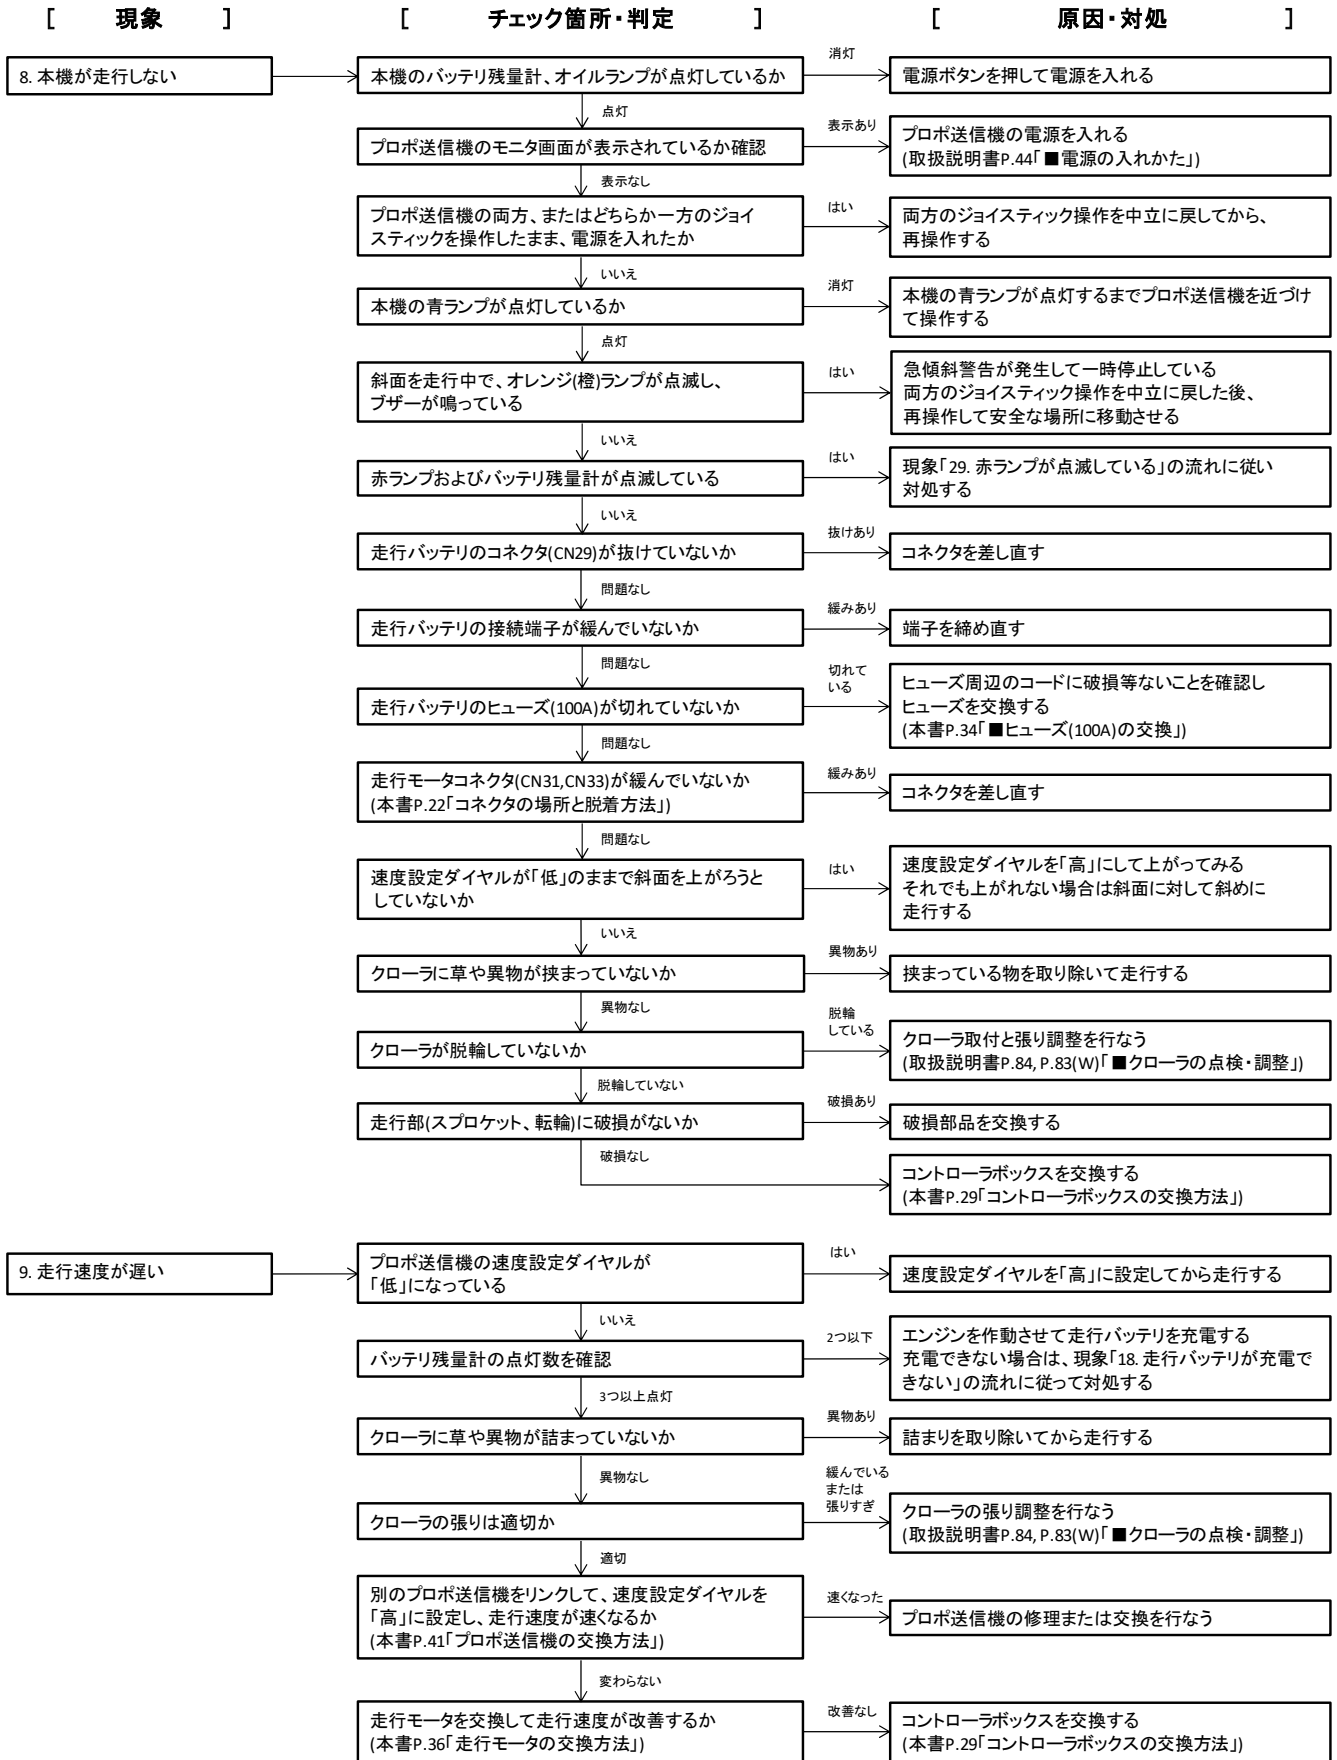 [ 現象 ] [ チェック箇所・判定 ] [ 原因・対処 ]
8. 本機が走行しない
本機のバッテリ残量計、オイルランプが点灯しているか
消灯
電源ボタンを押して電源を入れる
点灯
プロポ送信機のモニタ画面が表示されているか確認
表示あり
プロポ送信機の電源を入れる
(取扱説明書P.44「■電源の入れかた」)
表示なし
プロポ送信機の両方、またはどちらか一方のジョイ
スティックを操作したまま、電源を入れたか
はい
両方のジョイスティック操作を中立に戻してから、
再操作する
いいえ
本機の青ランプが点灯しているか
消灯
本機の青ランプが点灯するまでプロポ送信機を近づけ
て操作する
点灯
斜面を走行中で、オレンジ(橙)ランプが点滅し、
ブザーが鳴っている
はい
急傾斜警告が発生して一時停止している
両方のジョイスティック操作を中立に戻した後、
再操作して安全な場所に移動させる
いいえ
赤ランプおよびバッテリ残量計が点滅している
はい
現象「29. 赤ランプが点滅している」の流れに従い
対処する
いいえ
走行バッテリのコネクタ(CN29)が抜けていないか
抜けあり
コネクタを差し直す
問題なし
走行バッテリの接続端子が緩んでいないか
緩みあり
端子を締め直す
問題なし
走行バッテリのヒューズ(100A)が切れていないか
切れて
いる
ヒューズ周辺のコードに破損等ないことを確認し
ヒューズを交換する
(本書P.34「■ヒューズ(100A)の交換」)
問題なし
走行モータコネクタ(CN31,CN33)が緩んでいないか
(本書P.22「コネクタの場所と脱着方法」)
緩みあり
コネクタを差し直す
問題なし
速度設定ダイヤルが「低」のままで斜面を上がろうと
していないか
はい
速度設定ダイヤルを「高」にして上がってみる
それでも上がれない場合は斜面に対して斜めに
走行する
いいえ
クローラに草や異物が挟まっていないか
異物あり
挟まっている物を取り除いて走行する
異物なし
クローラが脱輪していないか
脱輪
している
クローラ取付と張り調整を行なう
(取扱説明書P.84, P.83(W)「■クローラの点検・調整」)
脱輪していない
走行部(スプロケット、転輪)に破損がないか
破損あり
破損部品を交換する
破損なし
コントローラボックスを交換する
(本書P.29「コントローラボックスの交換方法」)
9. 走行速度が遅い
プロポ送信機の速度設定ダイヤルが
「低」になっている
はい
速度設定ダイヤルを「高」に設定してから走行する
いいえ
バッテリ残量計の点灯数を確認
2つ以下
エンジンを作動させて走行バッテリを充電する
充電できない場合は、現象「18. 走行バッテリが充電で
きない」の流れに従って対処する
3つ以上点灯
クローラに草や異物が詰まっていないか
異物あり
詰まりを取り除いてから走行する
異物なし
クローラの張りは適切か
緩んでいる
または
張りすぎ
クローラの張り調整を行なう
(取扱説明書P.84, P.83(W)「■クローラの点検・調整」)
適切
別のプロポ送信機をリンクして、速度設定ダイヤルを
「高」に設定し、走行速度が速くなるか
(本書P.41「プロポ送信機の交換方法」)
速くなった
プロポ送信機の修理または交換を行なう
変わらない
走行モータを交換して走行速度が改善するか
(本書P.36「走行モータの交換方法」)
改善なし
コントローラボックスを交換する
(本書P.29「コントローラボックスの交換方法」)